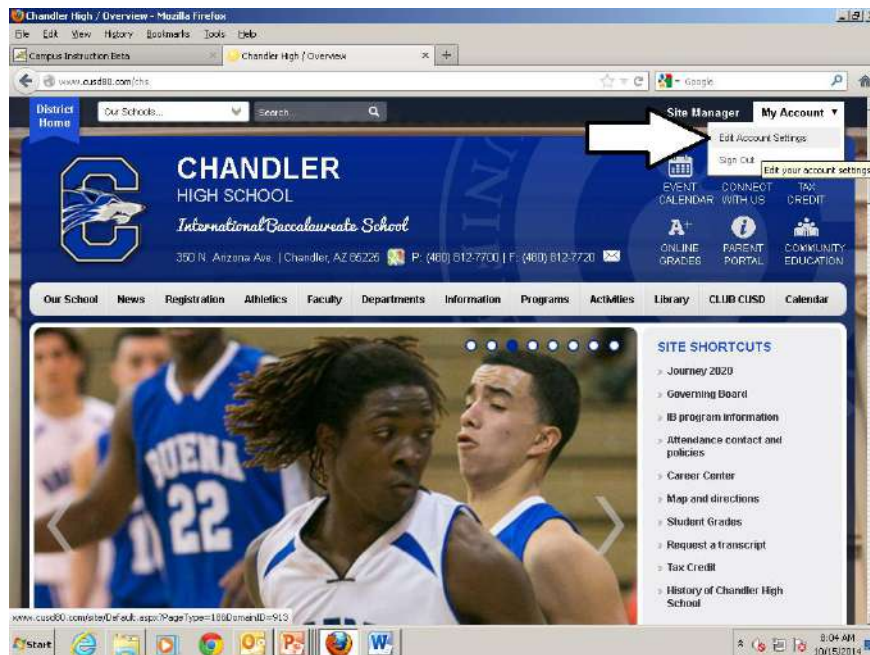 Chandler High / Overview - Mozilla Firefox
File Edit View History Bookmarks Tools Help
Campus Instruction Beta
Chandler High / Overview
www.cusd80.com/chs
Google
District Home
Our Schools...
Search
Site Manager
My Account
Edit Account Settings
Sign Out
Edit your account settings
CHANDLER
HIGH SCHOOL
International Baccalaureate School
350 N. Arizona Ave. | Chandler, AZ 85225 P: (480) 812-7700 | F: (480) 812-7720
EVENT CALENDAR
CONNECT WITH US
TAX CREDIT
A+
ONLINE GRADES
PARENT PORTAL
COMMUNITY EDUCATION
Our School News Registration Athletics Faculty Departments Information Programs Activities Library CLUB CUSD Calendar
BUENA
22
SITE SHORTCUTS
Journey 2020
Governing Board
IB program information
Attendance contact and
policies
Career Center
Map and directions
Student Grades
Request a transcript
Tax Credit
History of Chandler High
School
www.cusd80.com/site/Default.aspx?PageType=18&DomainID=913
Start
8:04 AM
10/15/2014